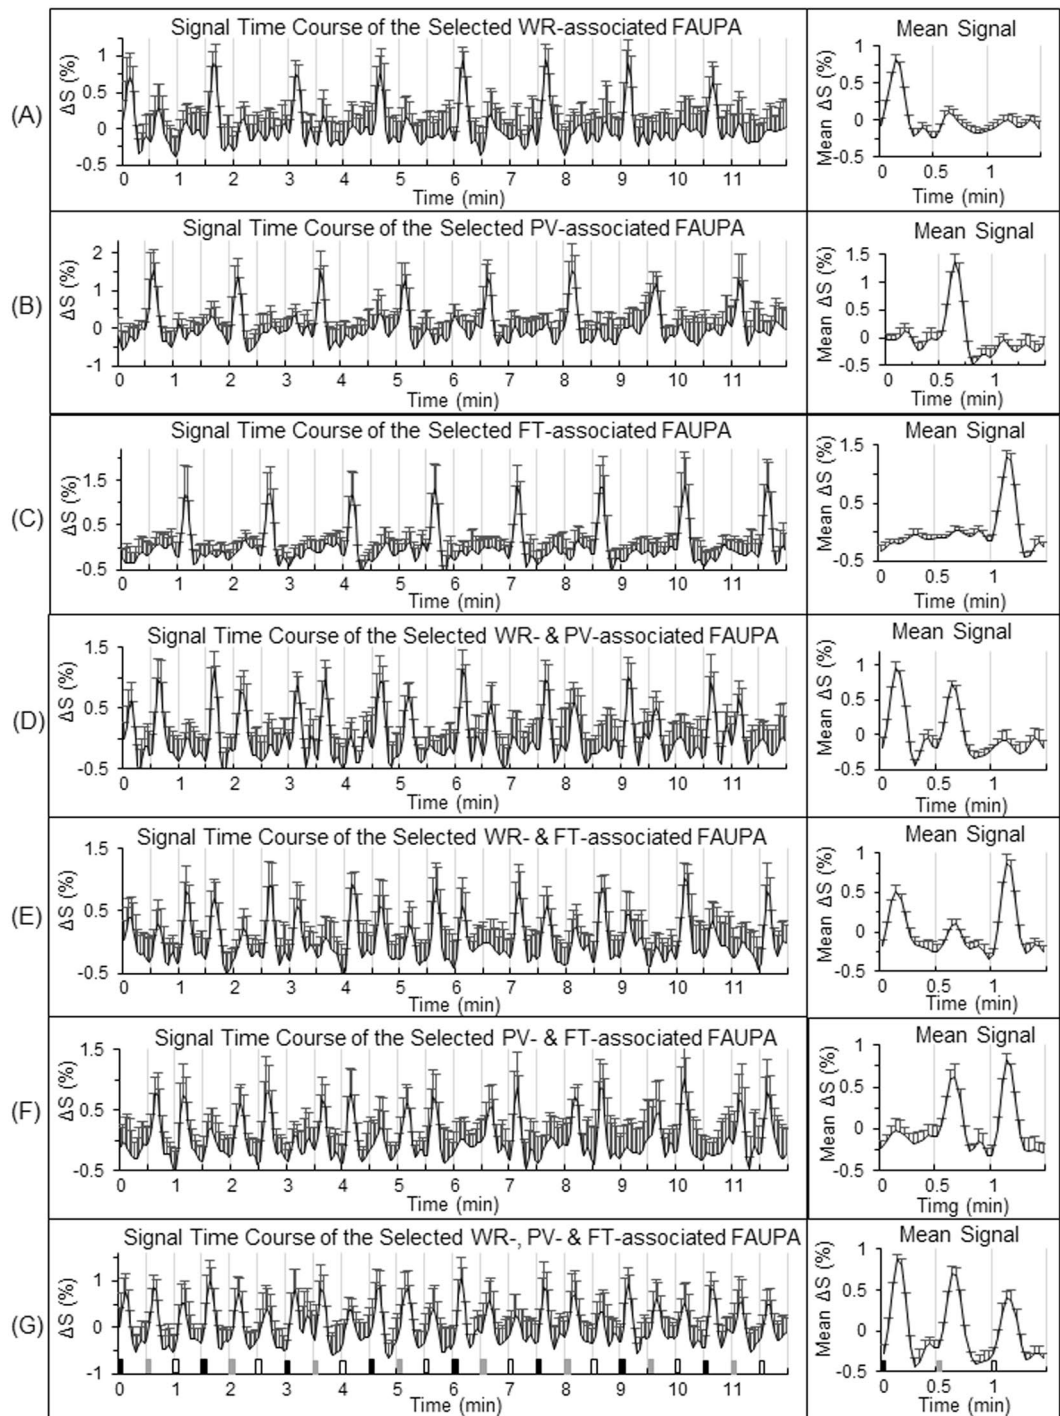 Signal Time Course of the Selected WR-associated FAUPA
Mean Signal
(A)
ΔS (%)
1
0.5
0
-0.5
0 1 2 3 4 5 6 7 8 9 10 11
Time (min)
Mean ΔS (%)
1
0.5
0
-0.5
0 0.5 1
Time (min)
Signal Time Course of the Selected PV-associated FAUPA
Mean Signal
(B)
ΔS (%)
2
1
0
-1
0 1 2 3 4 5 6 7 8 9 10 11
Time (min)
Mean ΔS (%)
1.5
1
0.5
0
-0.5
0 0.5 1
Time (min)
Signal Time Course of the Selected FT-associated FAUPA
Mean Signal
(C)
ΔS (%)
1.5
0.5
-0.5
0 1 2 3 4 5 6 7 8 9 10 11
Time (min)
Mean ΔS (%)
1.5
0.5
-0.5
0 0.5 1
Time (min)
Signal Time Course of the Selected WR- & PV-associated FAUPA
Mean Signal
(D)
ΔS (%)
1.5
0.5
-0.5
0 1 2 3 4 5 6 7 8 9 10 11
Time (min)
Mean ΔS (%)
1
0.5
0
-0.5
0 0.5 1
Time (min)
Signal Time Course of the Selected WR- & FT-associated FAUPA
Mean Signal
(E)
ΔS (%)
1.5
0.5
-0.5
0 1 2 3 4 5 6 7 8 9 10 11
Time (min)
Mean ΔS (%)
1
0.5
0
-0.5
0 0.5 1
Time (min)
Signal Time Course of the Selected PV- & FT-associated FAUPA
Mean Signal
(F)
ΔS (%)
1.5
0.5
-0.5
0 1 2 3 4 5 6 7 8 9 10 11
Time (min)
Mean ΔS (%)
1
0.5
0
-0.5
0 0.5 1
Timg (min)
Signal Time Course of the Selected WR-, PV- & FT-associated FAUPA
Mean Signal
(G)
ΔS (%)
1
0
-1
0 1 2 3 4 5 6 7 8 9 10 11
Time (min)
Mean ΔS (%)
1
0.5
0
-0.5
0 0.5 1
Time (min)